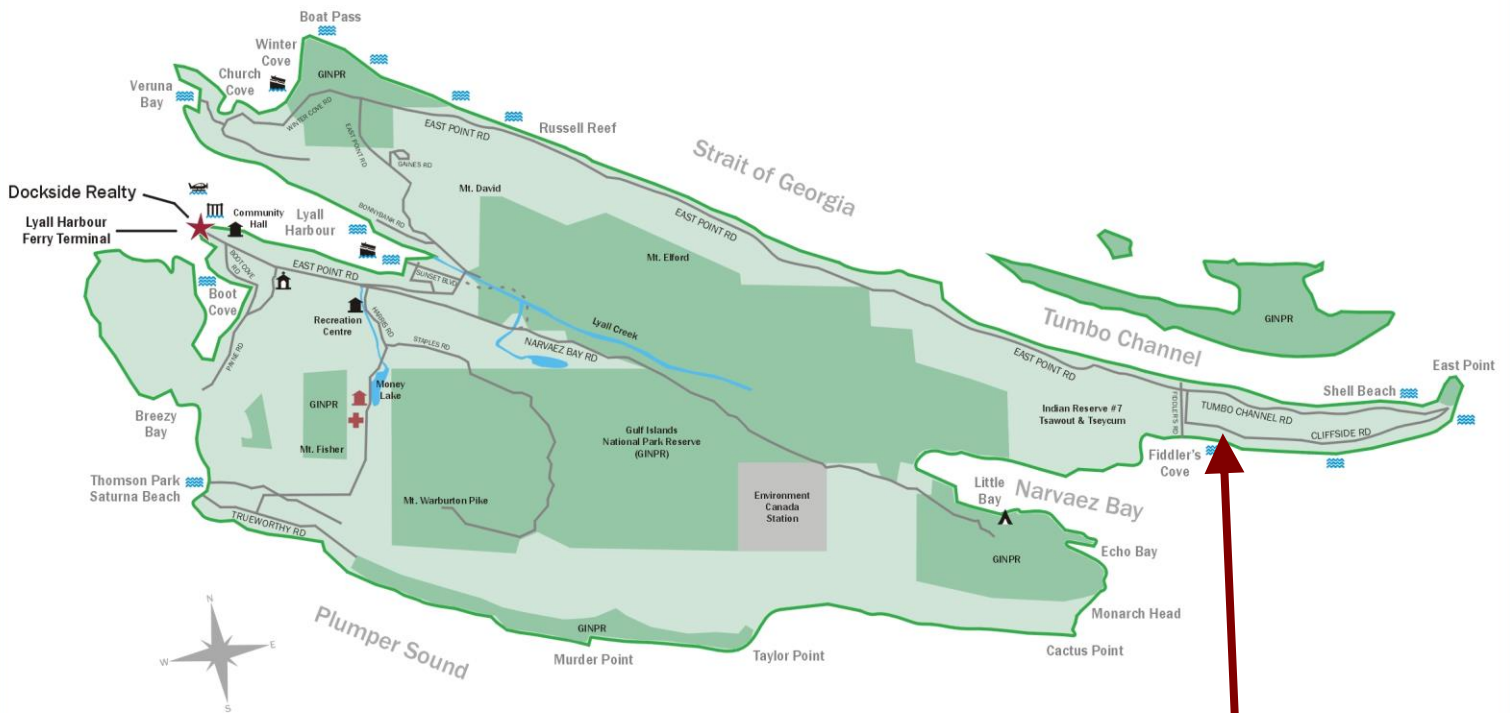 Boat Pass
Winter
Cove
Church
Cove
Veruna
Bay
GINPR
WINTER COVE RD
EAST POINT RD
EAST POINT RD
Russell Reef
GAINES RD
Strait of Georgia
Mt. David
BONNYBANK RD
Dockside Realty
Lyall Harbour
Ferry Terminal
Community
Hall
Lyall
Harbour
EAST POINT RD
Mt. Elford
BOOT COVE
RD
EAST POINT RD
SUNSET BLVD
Boot
Cove
Recreation
Centre
HARRIS RD
STAPLES RD
NARVAEZ BAY RD
Lyall Creek
PAYNE RD
Tumbo Channel
GINPR
EAST POINT RD
East Point
Shell Beach
Money
Lake
Breezy
Bay
GINPR
Mt. Fisher
Gulf Islands
National Park Reserve
(GINPR)
Indian Reserve #7
Tsawout & Tseycum
FIDDLER'S RD
TUMBO CHANNEL RD
CLIFFSIDE RD
Fiddler's
Cove
Thomson Park
Saturna Beach
Mt. Warburton Pike
Environment
Canada
Station
Little
Bay
Narvaez Bay
TRUEWORTHY RD
GINPR
Echo Bay
Monarch Head
Cactus Point
Plumper Sound
GINPR
Murder Point
Taylor Point
N
W
E
S